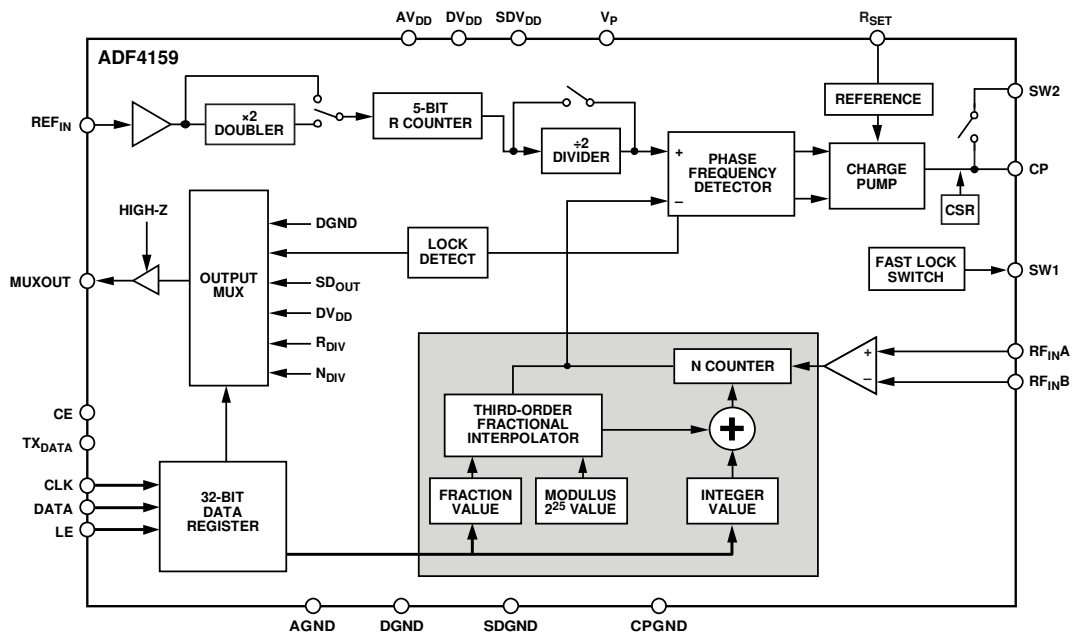 AVDD DVDD SDVDD VP RSET
ADF4159
REFIN
×2
DOUBLER
5-BIT
R COUNTER
÷2
DIVIDER
+
−
PHASE
FREQUENCY
DETECTOR
REFERENCE
CHARGE
PUMP
CSR
SW2
CP
HIGH-Z
MUXOUT
OUTPUT
MUX
DGND
LOCK
DETECT
SDOUT
DVDD
RDIV
NDIV
FAST LOCK
SWITCH
SW1
N COUNTER
+
−
RFINA
RFINB
THIRD-ORDER
FRACTIONAL
INTERPOLATOR
+
FRACTION
VALUE
MODULUS
2²⁵ VALUE
INTEGER
VALUE
CE
TXDATA
CLK
DATA
LE
32-BIT
DATA
REGISTER
AGND DGND SDGND CPGND